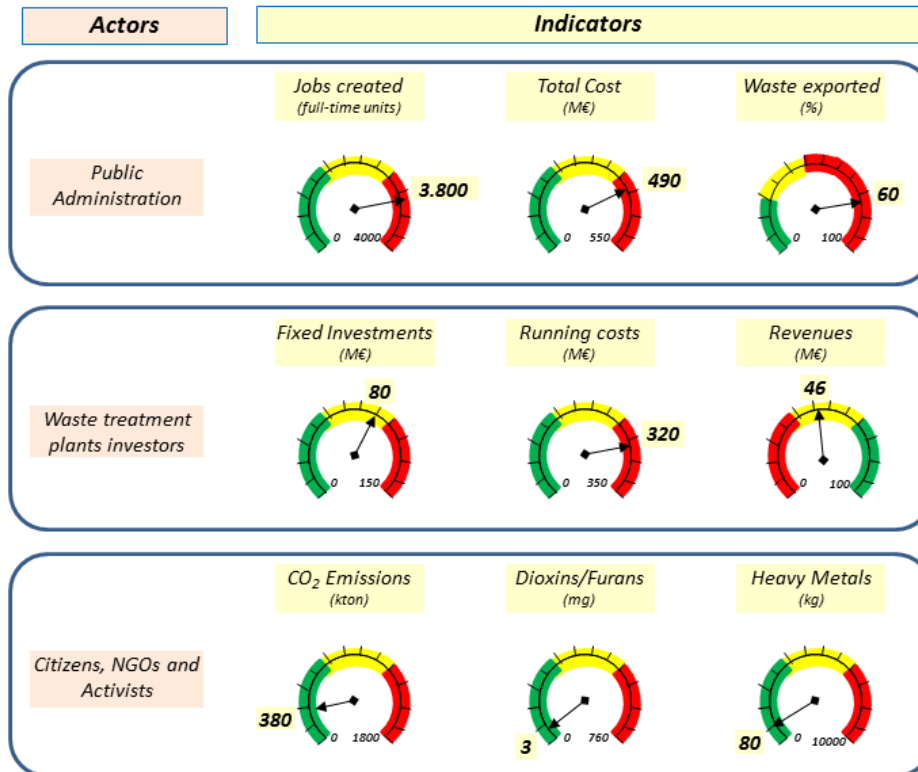 Actors
Indicators
Jobs created
(full-time units)
Total Cost
(M€)
Waste exported
(%)
Public
Administration
3.800
0 4000
490
0 550
60
0 100
Fixed Investments
(M€)
Running costs
(M€)
Revenues
(M€)
Waste treatment
plants investors
80
0 150
320
0 350
46
0 100
CO₂ Emissions
(kton)
Dioxins/Furans
(mg)
Heavy Metals
(kg)
Citizens, NGOs and
Activists
380
0 1800
3
0 760
80
0 10000